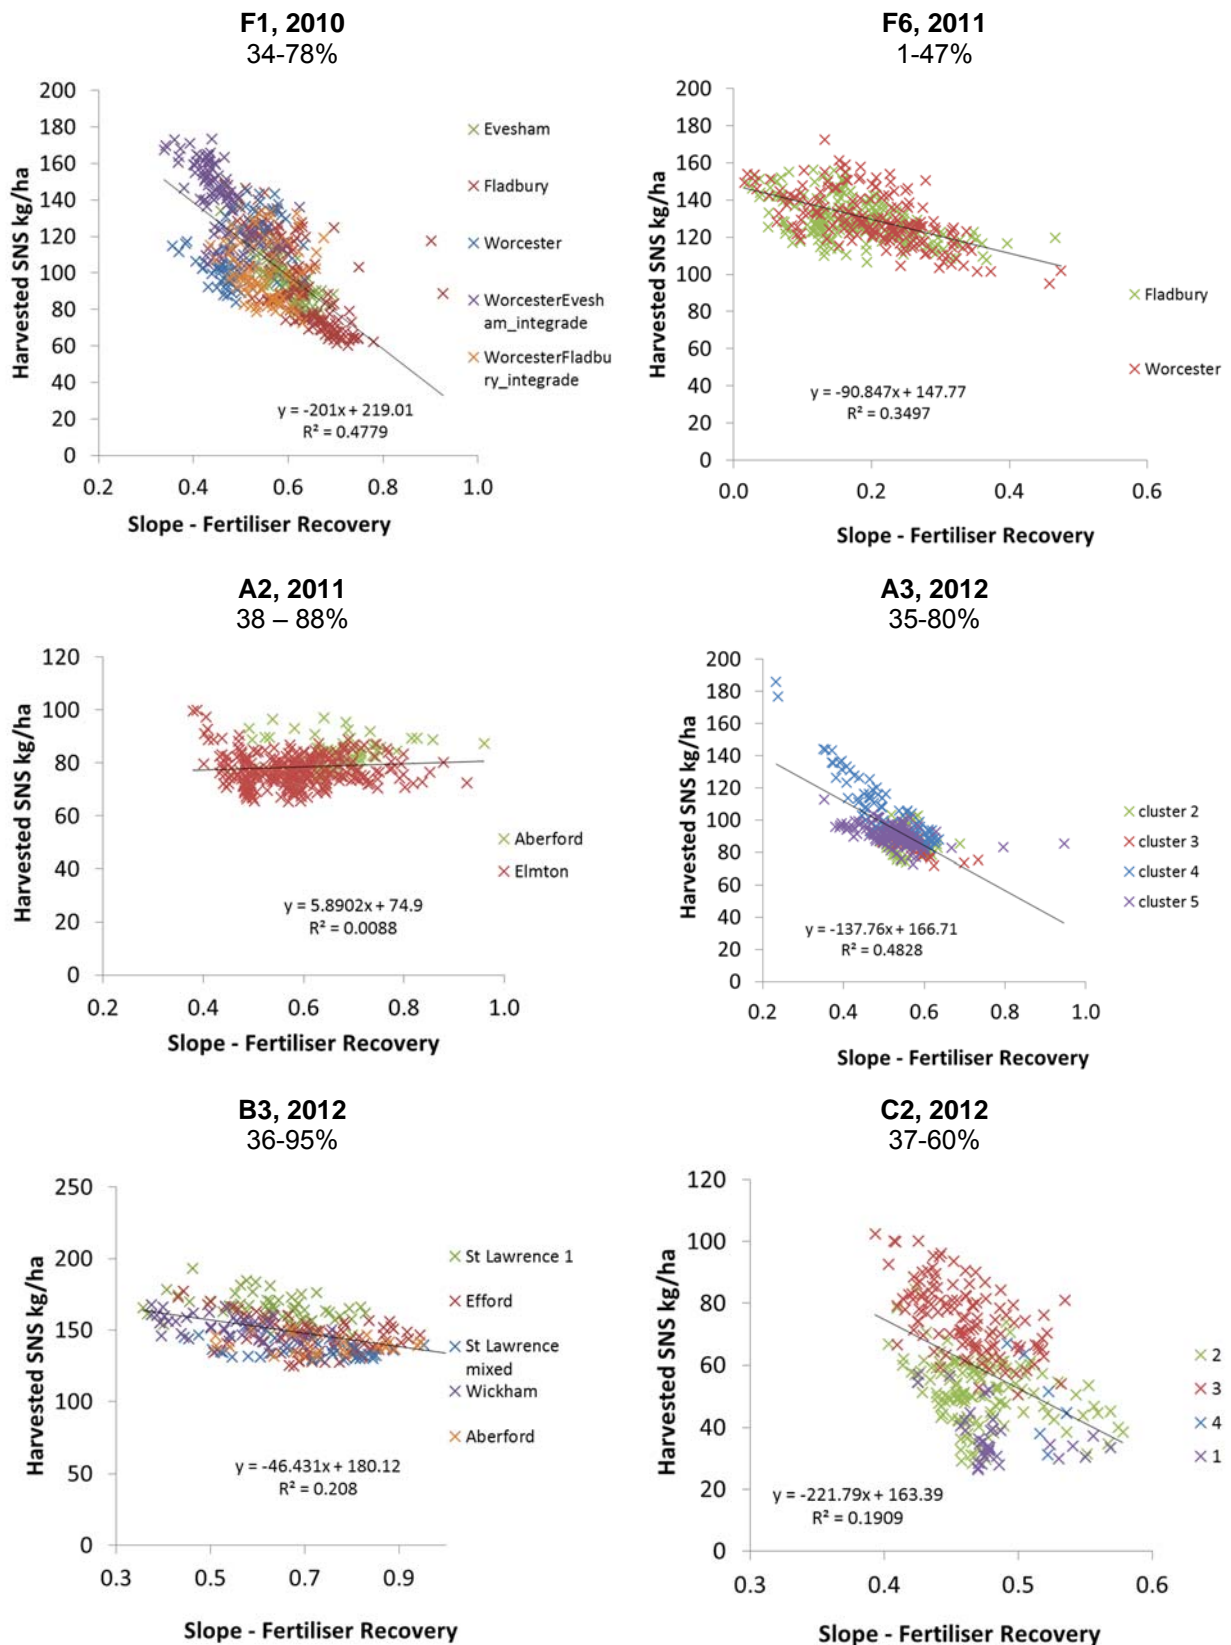 F1, 2010
34-78%
Harvested SNS kg/ha
200
180
160
140
120
100
80
60
40
20
0
0.2
0.4
0.6
0.8
1.0
Slope - Fertiliser Recovery
y = -201x + 219.01
R² = 0.4779
Evesham
Fladbury
Worcester
WorcesterEvesh
am_integrade
WorcesterFladbu
ry_integrade
F6, 2011
1-47%
Harvested SNS kg/ha
200
180
160
140
120
100
80
60
40
20
0
0.0
0.2
0.4
0.6
Slope - Fertiliser Recovery
y = -90.847x + 147.77
R² = 0.3497
Fladbury
Worcester
A2, 2011
38 – 88%
Harvested SNS kg/ha
120
100
80
60
40
20
0
0.2
0.4
0.6
0.8
1.0
Slope - Fertiliser Recovery
y = 5.8902x + 74.9
R² = 0.0088
Aberford
Elmton
A3, 2012
35-80%
Harvested SNS kg/ha
200
180
160
140
120
100
80
60
40
20
0
0.2
0.4
0.6
0.8
1.0
Slope - Fertiliser Recovery
y = -137.76x + 166.71
R² = 0.4828
cluster 2
cluster 3
cluster 4
cluster 5
B3, 2012
36-95%
Harvested SNS kg/ha
250
200
150
100
50
0
0.3
0.5
0.7
0.9
Slope - Fertiliser Recovery
y = -46.431x + 180.12
R² = 0.208
St Lawrence 1
Efford
St Lawrence
mixed
Wickham
Aberford
C2, 2012
37-60%
Harvested SNS kg/ha
120
100
80
60
40
20
0
0.3
0.4
0.5
0.6
Slope - Fertiliser Recovery
y = -221.79x + 163.39
R² = 0.1909
2
3
4
1